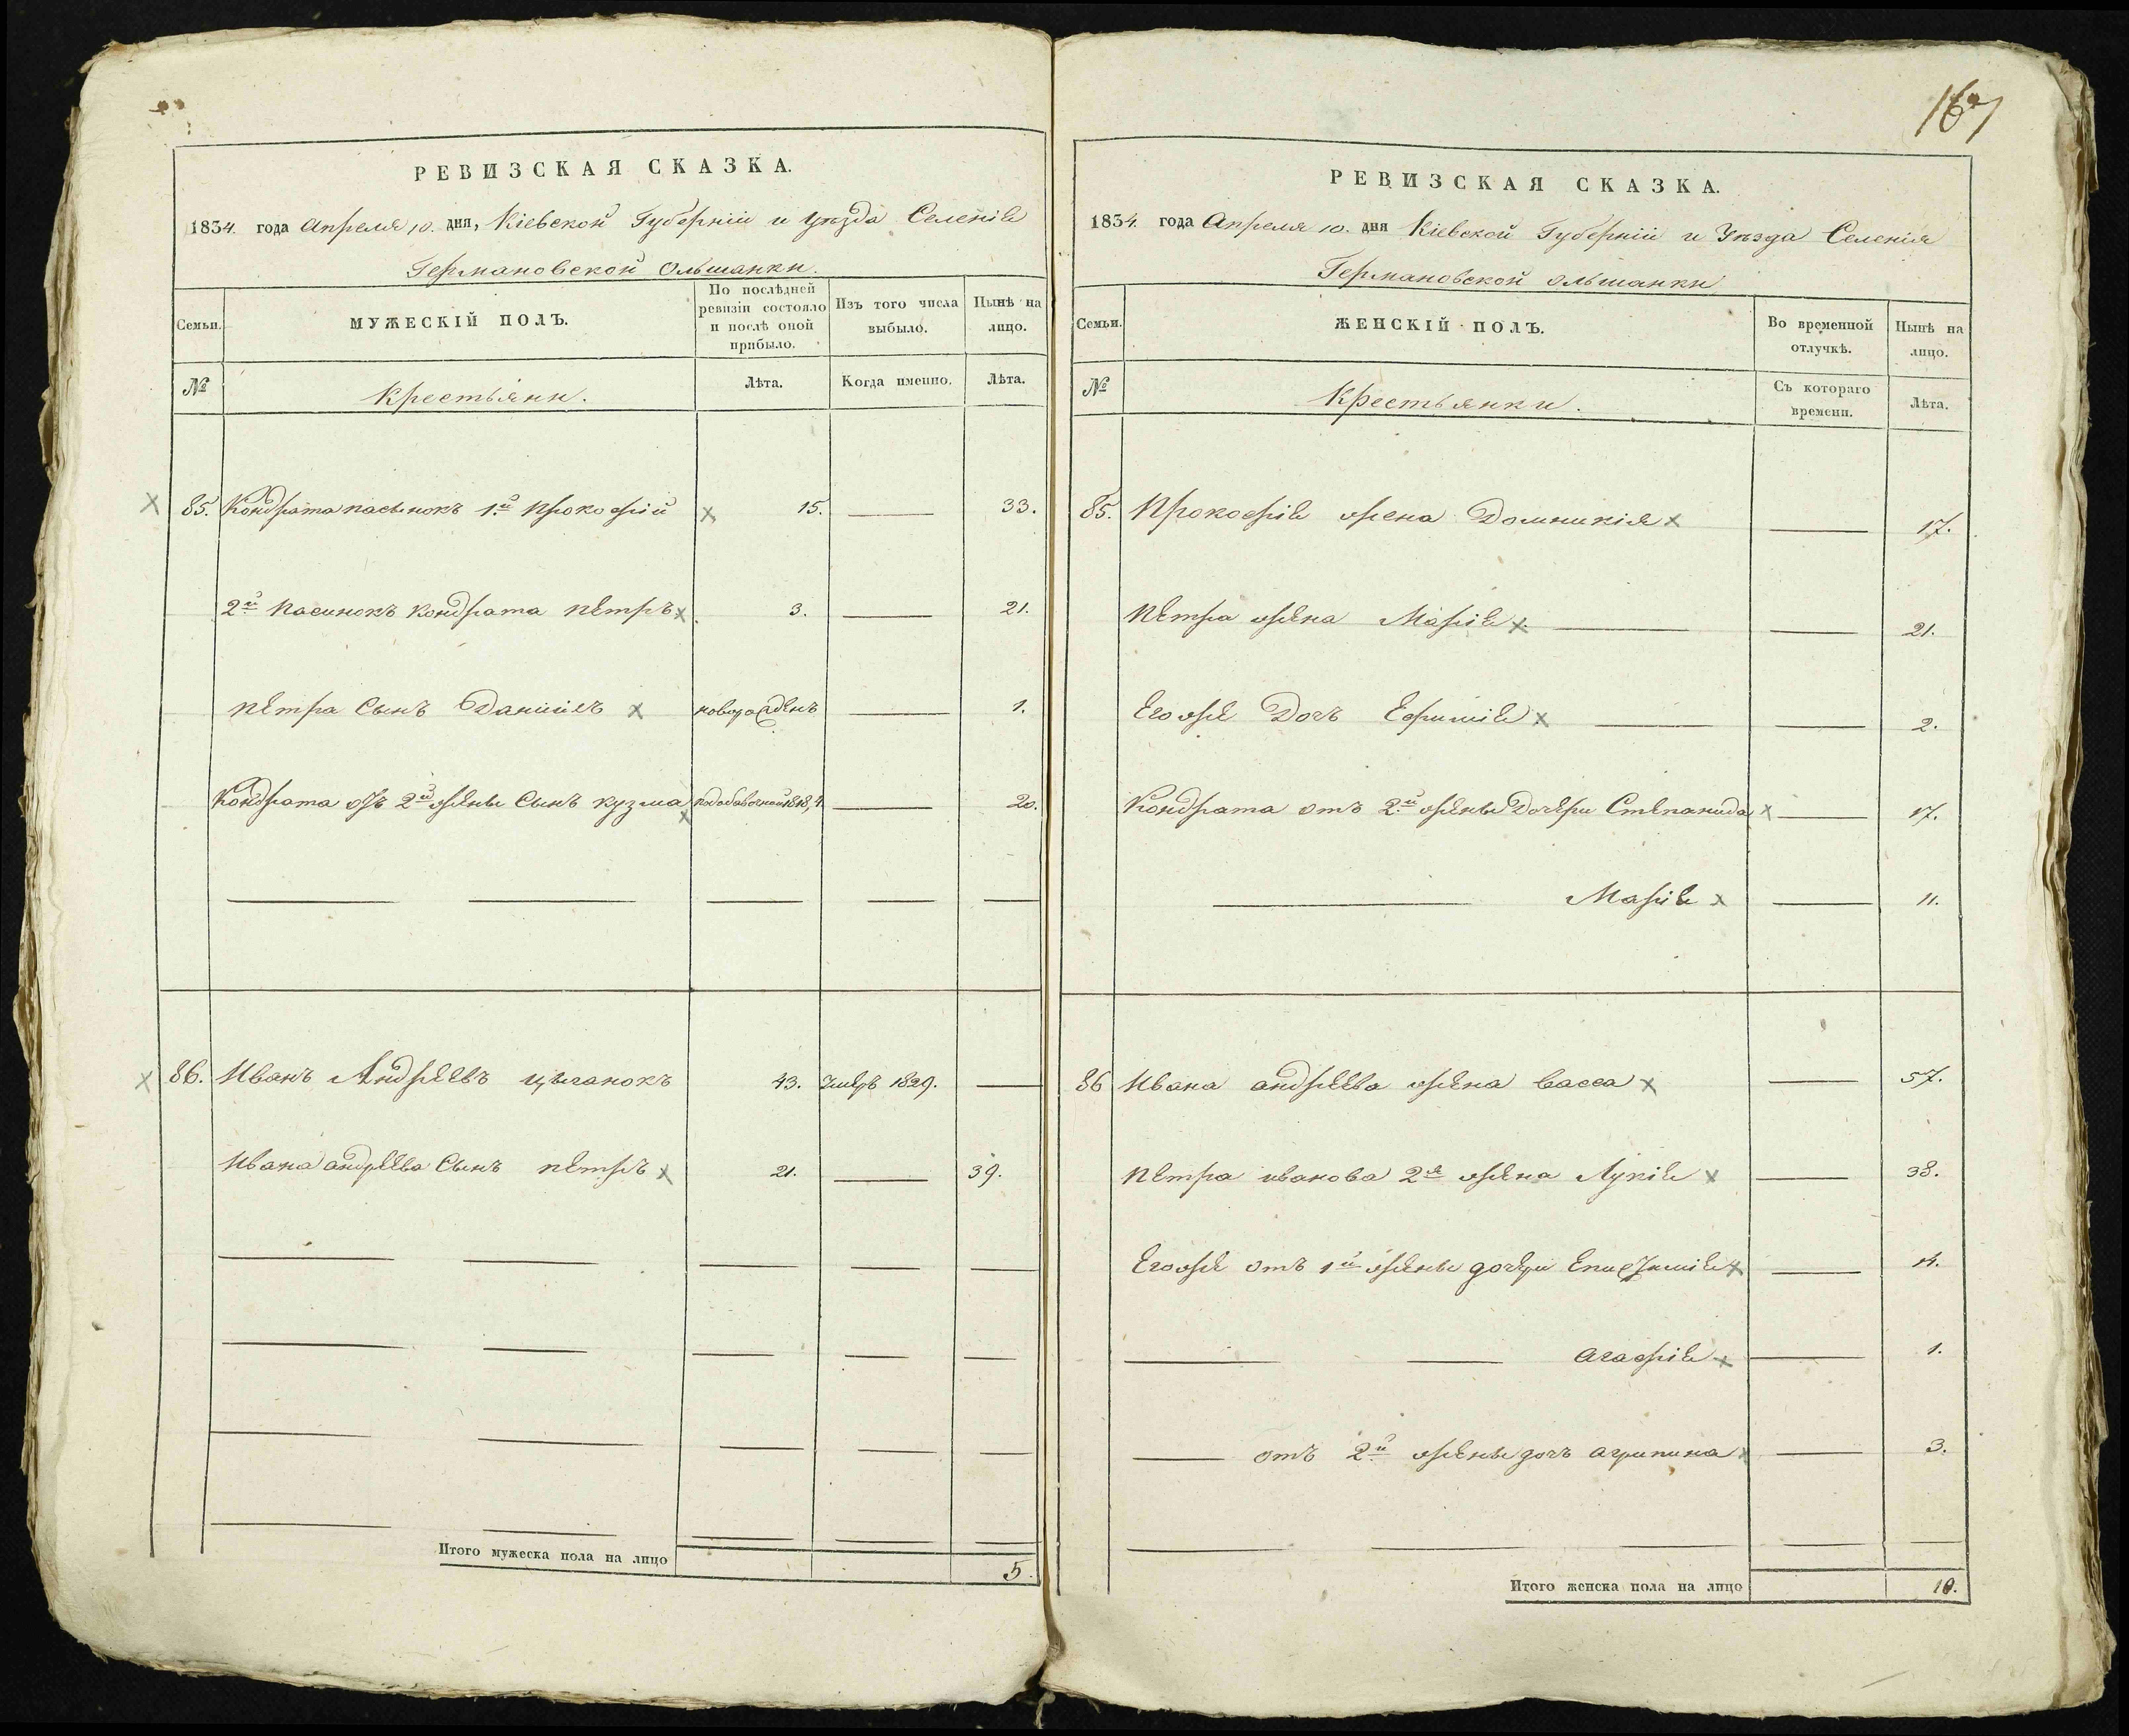 167
РЕВИЗСКАЯ СКАЗКА.
1834. года Апреля 10. дня, Кіевской Губерніи и Уѣзда Селенія
Германовской Ольшанки.
Семьи.
МУЖЕСКІЙ ПОЛЪ.
По послѣдней ревизіи состояло и послѣ оной прибыло.
Изъ того числа выбыло.
Нынѣ на лицо.
№
Крестьяни.
Лѣта.
Когда именно.
Лѣта.
85. Кондрата пасынокъ 1й Прокофій 15. 33.
2й пасинокъ Кондрата Петръ 3. 21.
Петра Сынъ Даніилъ новорожденъ 1.
Кондрата отъ 2й жены Сынъ Кузма 20.
86. Иванъ Андреевъ Цыганокъ 43. умеръ 1829.
Ивана андреева Сынъ Петръ 21. 39.
Итого мужеска пола на лицо 5.
РЕВИЗСКАЯ СКАЗКА.
1834. года Апреля 10. дня Кіевской Губерніи и Уѣзда Селенія
Германовской Ольшанки
Семьи.
ЖЕНСКІЙ ПОЛЪ.
Во временной отлучкѣ.
Нынѣ на лицо.
№
Крестьянки.
Съ котораго времени.
Лѣта.
85. Прокофія жена Домникія 17.
Петра жена Марія 21.
Егоже Дочь Ефимія 2.
Кондрата отъ 2й жены Дочери Степанида 17.
Марія 11.
86 Ивана андреева жена Васса 57.
Петра иванова 2я жена Лукія 38.
Егоже отъ 1й жены дочери 14.
агафія 1.
отъ 2й жены дочь агрипина 3.
Итого женска пола на лицо 10.